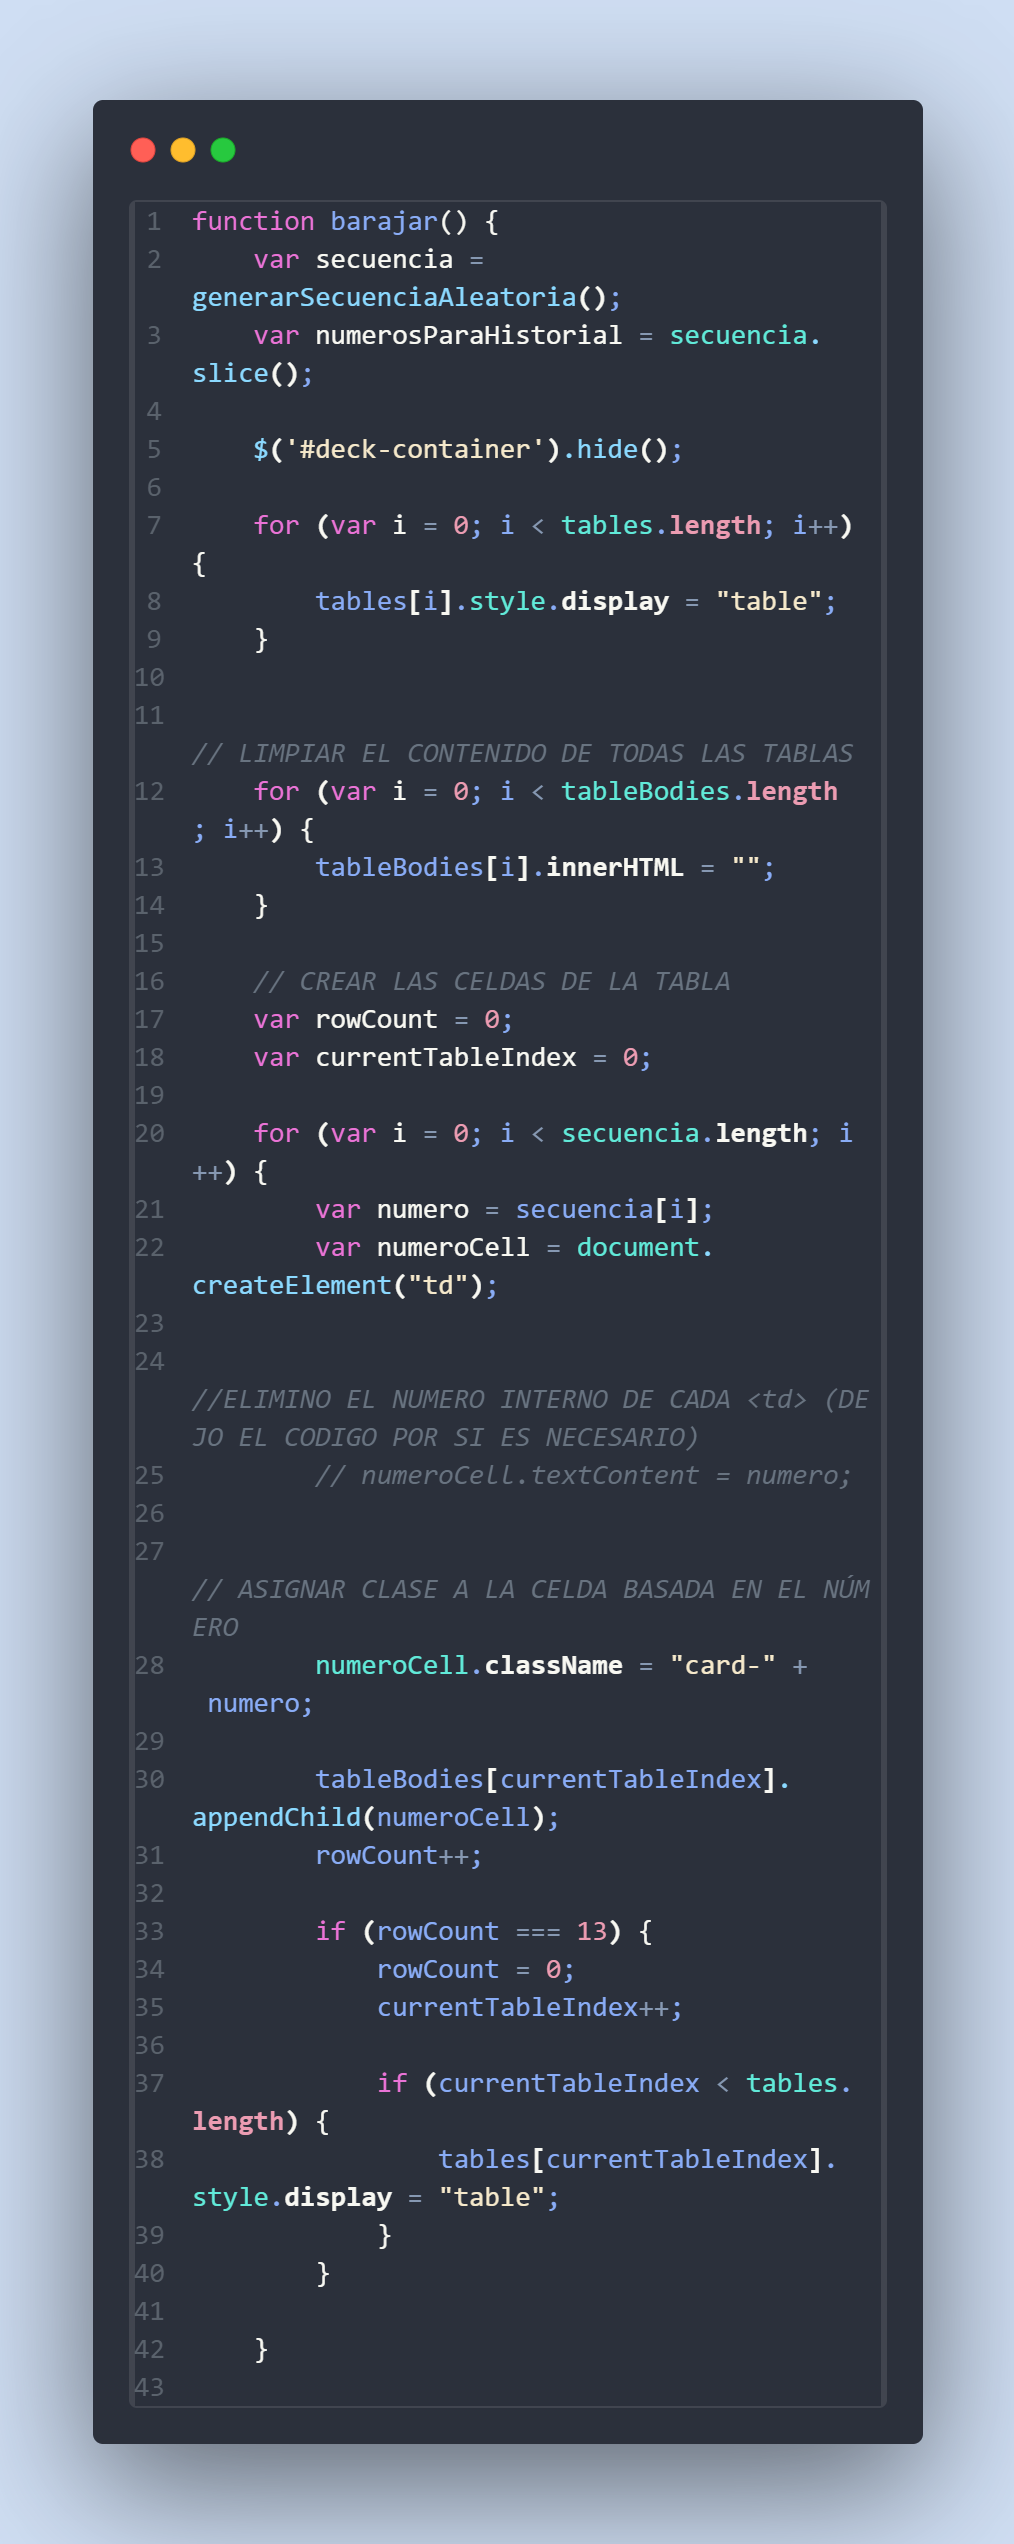 1 function barajar() {
2     var secuencia =
generarSecuenciaAleatoria();
3     var numerosParaHistorial = secuencia.
slice();
4
5     $('#deck-container').hide();
6
7     for (var i = 0; i < tables.length; i++)
{
8         tables[i].style.display = "table";
9     }
10
11
// LIMPIAR EL CONTENIDO DE TODAS LAS TABLAS
12     for (var i = 0; i < tableBodies.length
; i++) {
13         tableBodies[i].innerHTML = "";
14     }
15
16     // CREAR LAS CELDAS DE LA TABLA
17     var rowCount = 0;
18     var currentTableIndex = 0;
19
20     for (var i = 0; i < secuencia.length; i
++) {
21         var numero = secuencia[i];
22         var numeroCell = document.
createElement("td");
23
24
//ELIMINO EL NUMERO INTERNO DE CADA <td> (DE
JO EL CODIGO POR SI ES NECESARIO)
25         // numeroCell.textContent = numero;
26
27
// ASIGNAR CLASE A LA CELDA BASADA EN EL NÚM
ERO
28         numeroCell.className = "card-" +
 numero;
29
30         tableBodies[currentTableIndex].
appendChild(numeroCell);
31         rowCount++;
32
33         if (rowCount === 13) {
34             rowCount = 0;
35             currentTableIndex++;
36
37             if (currentTableIndex < tables.
length) {
38                 tables[currentTableIndex].
style.display = "table";
39             }
40         }
41
42     }
43